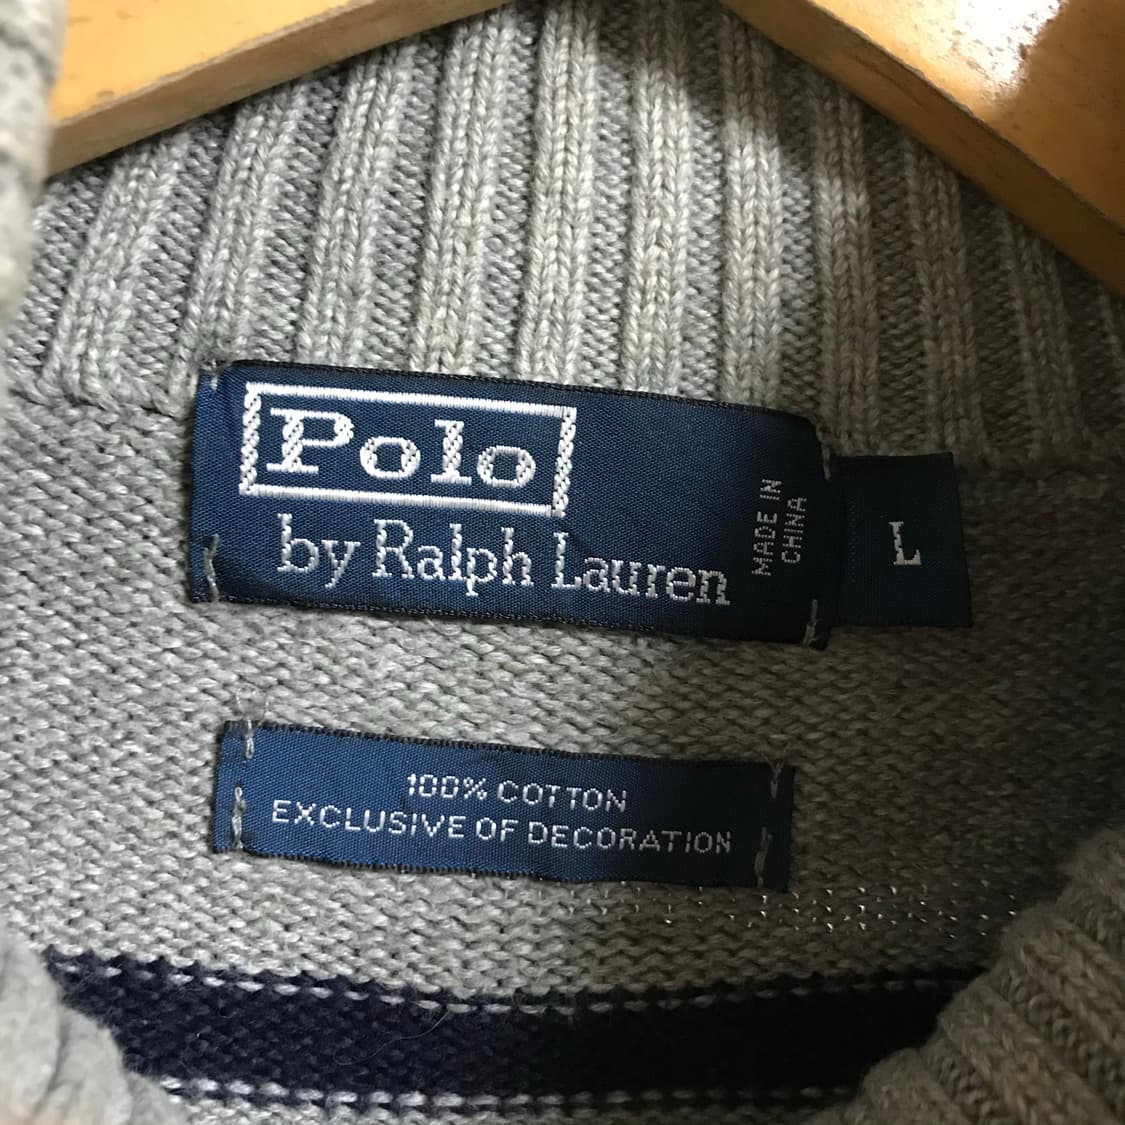 Polo
by Ralph Lauren
MADE IN
CHINA
L
100% COTTON
EXCLUSIVE OF DECORATION